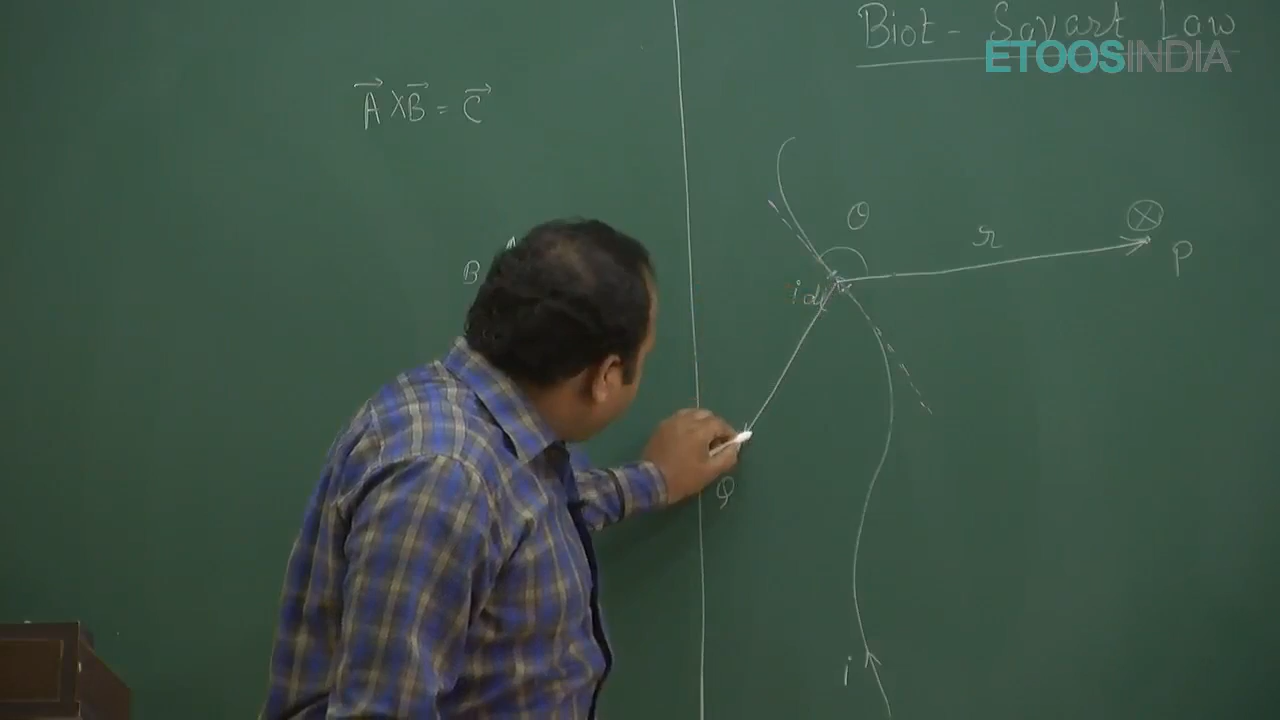 Biot - Savart Law
ETOOSINDIA
A⃗ × B⃗ = C⃗
θ
r
⊗
P
B
idl
Q
i